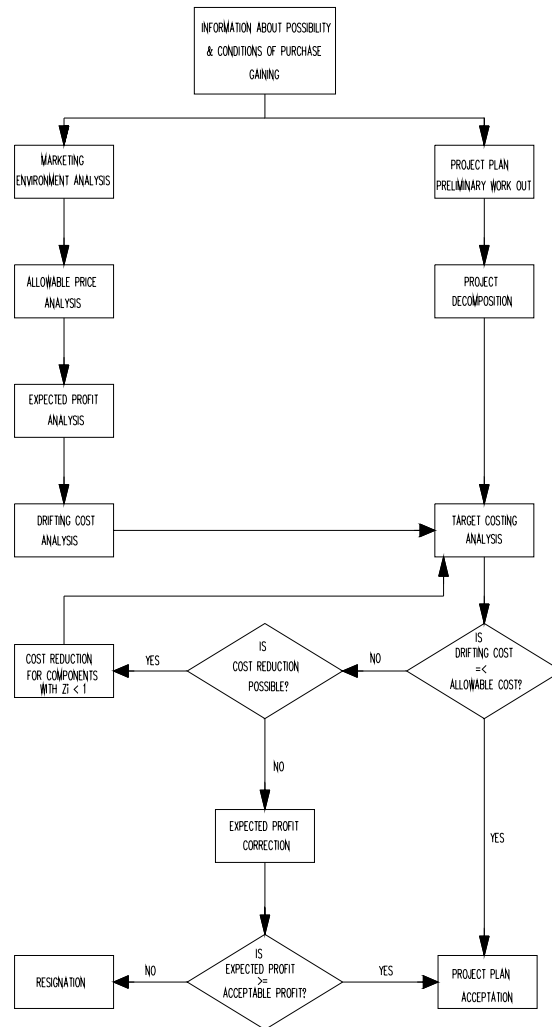 INFORMATION ABOUT POSSIBILITY
& CONDITIONS OF PURCHASE
GAINING
MARKETING
ENVIRONMENT ANALYSIS
PROJECT PLAN
PRELIMINARY WORK OUT
ALLOWABLE PRICE
ANALYSIS
PROJECT
DECOMPOSITION
EXPECTED PROFIT
ANALYSIS
DRIFTING COST
ANALYSIS
TARGET COSTING
ANALYSIS
COST REDUCTION
FOR COMPONENTS
WITH Zi < 1
YES
IS
COST REDUCTION
POSSIBLE?
NO
IS
DRIFTING COST
=<
ALLOWABLE COST?
NO
EXPECTED PROFIT
CORRECTION
YES
RESIGNATION
NO
IS
EXPECTED PROFIT
>=
ACCEPTABLE PROFIT?
YES
PROJECT PLAN
ACCEPTATION